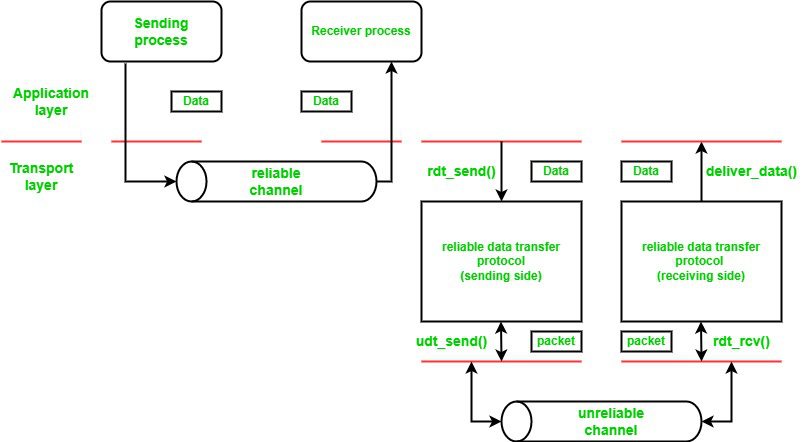 Sending
process
Receiver process
Application
layer
Data
Data
Transport
layer
reliable
channel
rdt_send()
Data
Data
deliver_data()
reliable data transfer
protocol
(sending side)
reliable data transfer
protocol
(receiving side)
udt_send()
packet
packet
rdt_rcv()
unreliable
channel